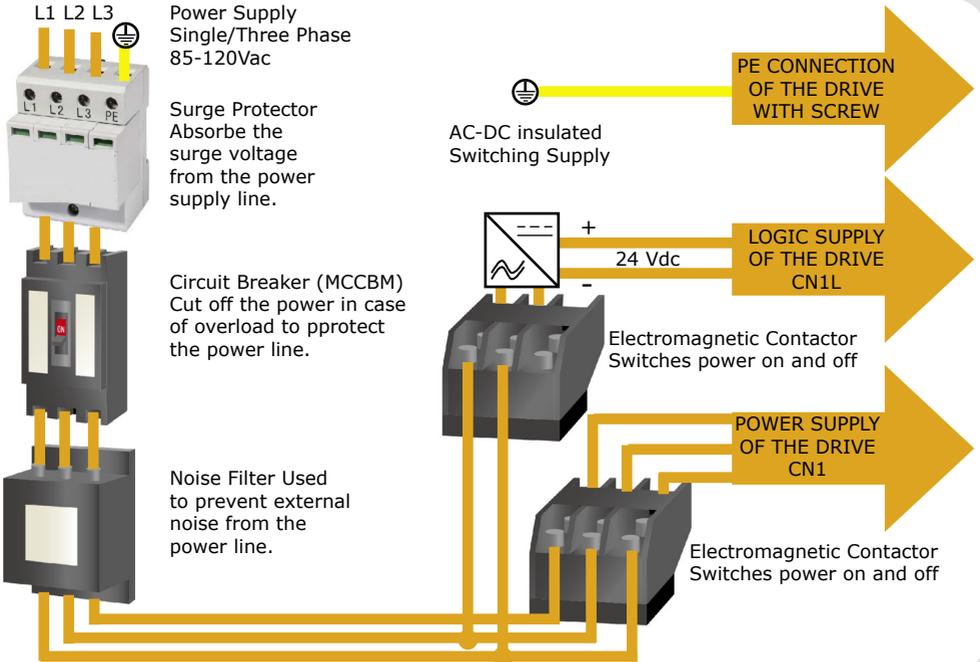 L1 L2 L3
Power Supply
Single/Three Phase
85-120Vac
L1 L2 L3 PE
Surge Protector
Absorbe the
surge voltage
from the power
supply line.
Circuit Breaker (MCCBM)
Cut off the power in case
of overload to pprotect
the power line.
ON
Noise Filter Used
to prevent external
noise from the
power line.
PE CONNECTION
OF THE DRIVE
WITH SCREW
AC-DC insulated
Switching Supply
+
24 Vdc
-
LOGIC SUPPLY
OF THE DRIVE
CN1L
Electromagnetic Contactor
Switches power on and off
POWER SUPPLY
OF THE DRIVE
CN1
Electromagnetic Contactor
Switches power on and off